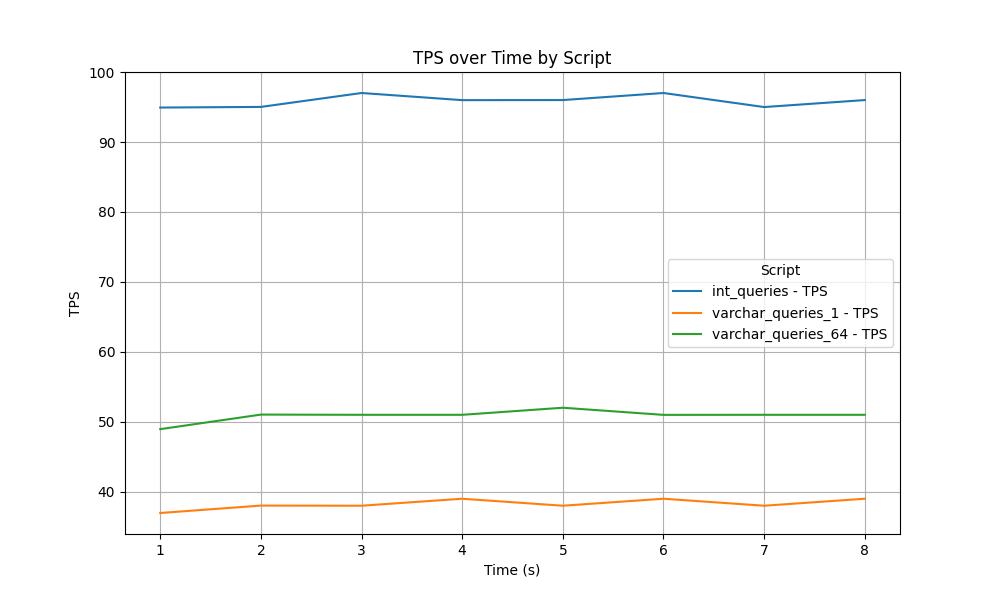 TPS over Time by Script
100
90
80
70
60
50
40
TPS
Script
int_queries - TPS
varchar_queries_1 - TPS
varchar_queries_64 - TPS
1 2 3 4 5 6 7 8
Time (s)